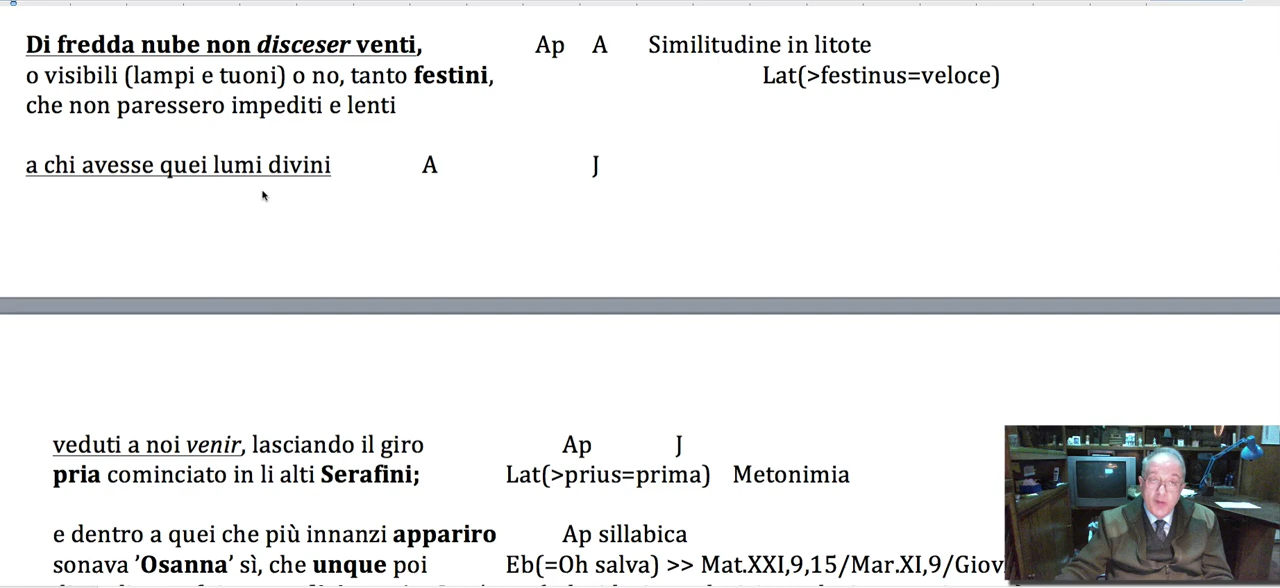 Di fredda nube non disceser venti, Ap A Similitudine in litote
o visibili (lampi e tuoni) o no, tanto festini, Lat(>festinus=veloce)
che non paressero impediti e lenti
a chi avesse quei lumi divini A J
veduti a noi venir, lasciando il giro Ap J
pria cominciato in li alti Serafini; Lat(>prius=prima) Metonimia
e dentro a quei che più innanzi appariro Ap sillabica
sonava 'Osanna' sì, che unque poi Eb(=Oh salva) >> Mat.XXI,9,15/Mar.XI,9/Giov